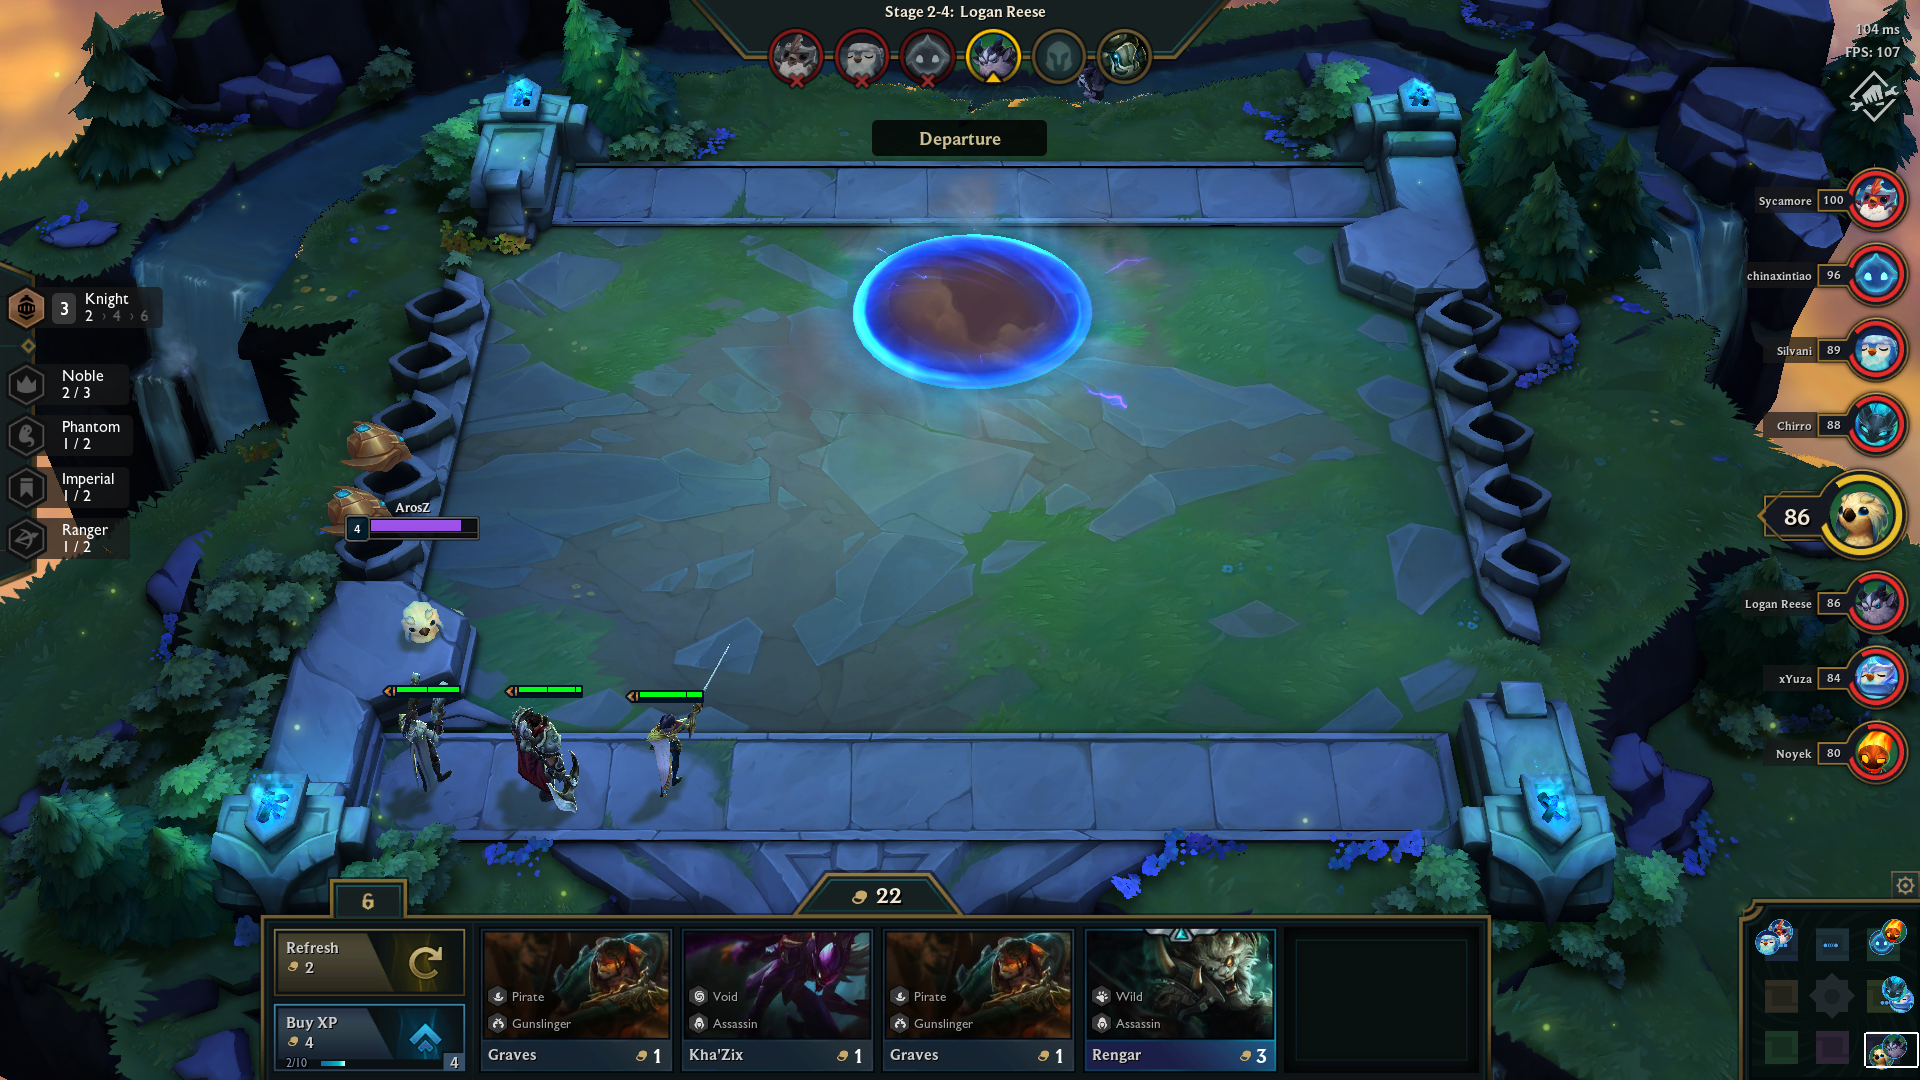 Stage 2-4: Logan Reese
104 ms
FPS: 107
Departure
Sycamore 100
chinaxintiao 96
Silvani 89
Chirro 88
86
Logan Reese 86
xYuza 84
Noyek 80
3 Knight
2 › 4 › 6
Noble
2 / 3
Phantom
1 / 2
Imperial
1 / 2
Ranger
1 / 2
ArosZ
4
6
22
Refresh
2
Buy XP
4
2/10
4
Pirate
Gunslinger
Graves 1
Void
Assassin
Kha'Zix 1
Pirate
Gunslinger
Graves 1
Wild
Assassin
Rengar 3